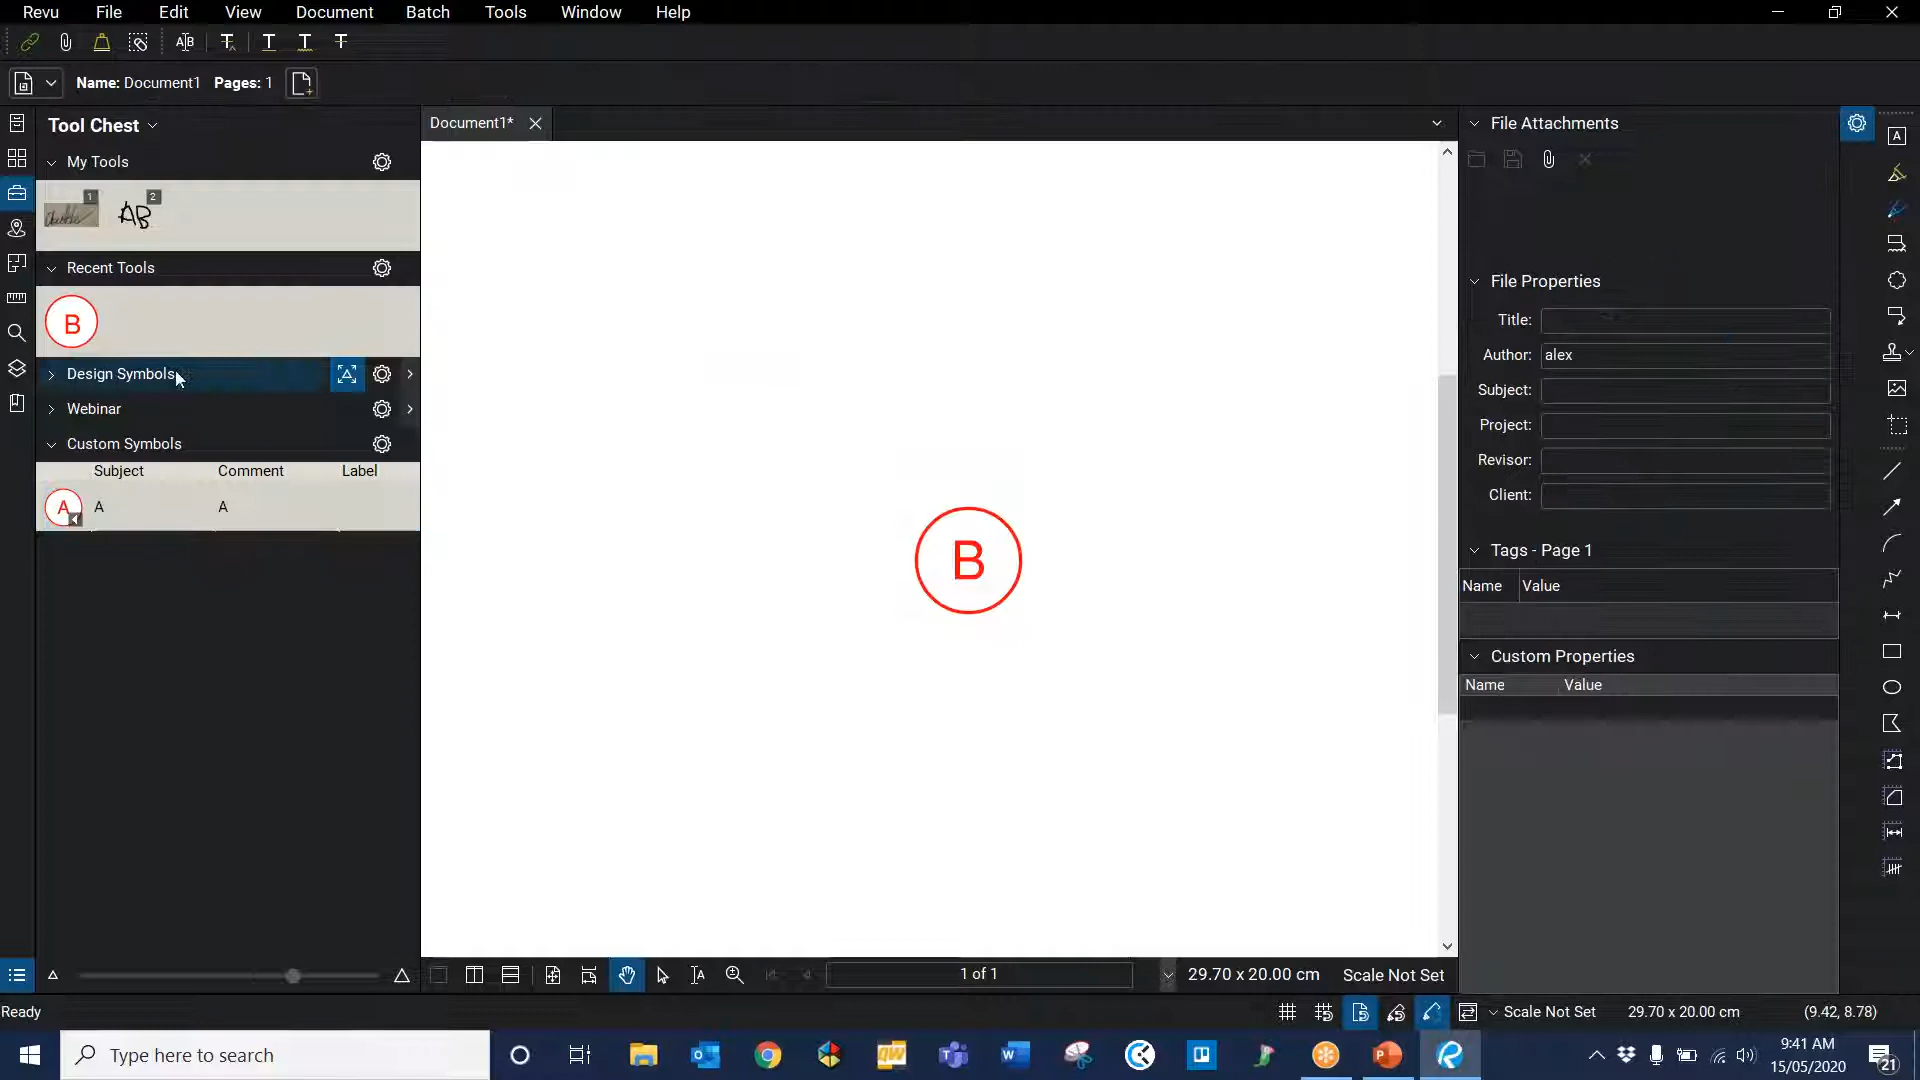 Revu File Edit View Document Batch Tools Window Help
Name: Document1 Pages: 1
Tool Chest
Document1*
File Attachments
My Tools
1 2
AB
Recent Tools
B
Design Symbols
Webinar
Custom Symbols
Subject Comment Label
A A A
B
File Properties
Title:
Author: alex
Subject:
Project:
Revisor:
Client:
Tags - Page 1
Name Value
Custom Properties
Name Value
1 of 1
29.70 x 20.00 cm Scale Not Set
Ready
Scale Not Set 29.70 x 20.00 cm (9.42, 8.78)
Type here to search
9:41 AM
15/05/2020
21